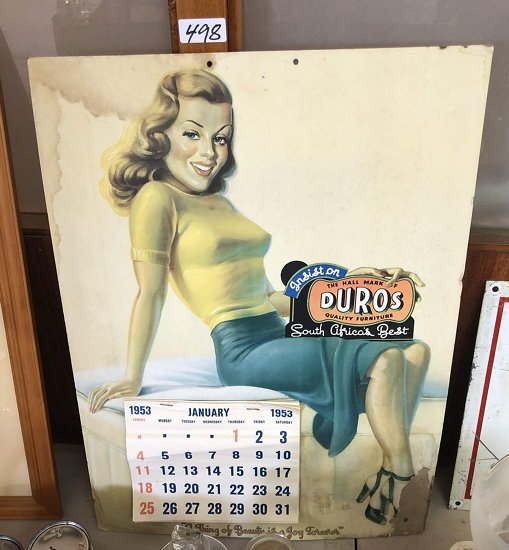 498
Insist on
THE HALL MARK OF
DUROS
QUALITY FURNITURE
South Africa's Best
1953 JANUARY 1953
SUNDAY MONDAY TUESDAY WEDNESDAY THURSDAY FRIDAY SATURDAY
1 2 3
4 5 6 7 8 9 10
11 12 13 14 15 16 17
18 19 20 21 22 23 24
25 26 27 28 29 30 31
"A Thing of Beauty is a Joy Forever"